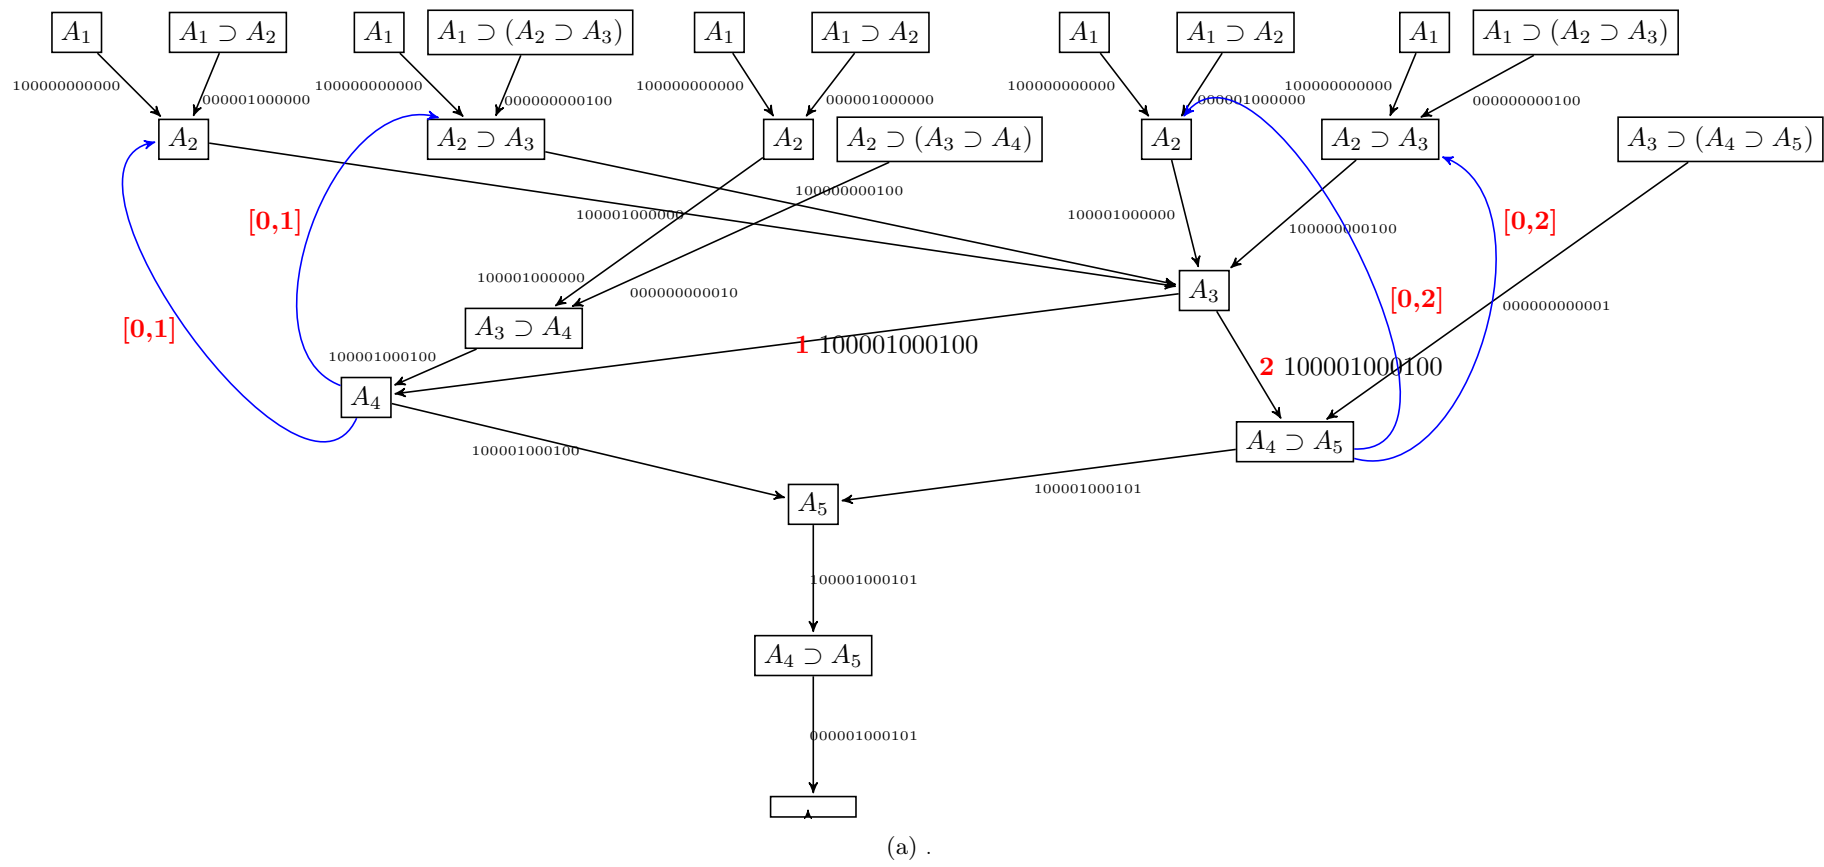 A₁ A₁ ⊃ A₂ A₁ A₁ ⊃ (A₂ ⊃ A₃) A₁ A₁ ⊃ A₂ A₁ A₁ ⊃ A₂ A₁ A₁ ⊃ (A₂ ⊃ A₃)
100000000000 000001000000 100000000000 000000000100 100000000000 000001000000 100000000000 000001000000 100000000000 000000000100
A₂ A₂ ⊃ A₃ A₂ A₂ ⊃ (A₃ ⊃ A₄) A₂ A₂ ⊃ A₃ A₃ ⊃ (A₄ ⊃ A₅)
100000000100
[0,1] 100001000000 100001000000 100000000100 [0,2]
100001000000 000000000010 A₃ [0,2] 000000000001
[0,1] A₃ ⊃ A₄
100001000100 1 100001000100 2 100001000100
A₄
100001000100 A₄ ⊃ A₅
100001000101
A₅
100001000101
A₄ ⊃ A₅
000001000101
(a) .